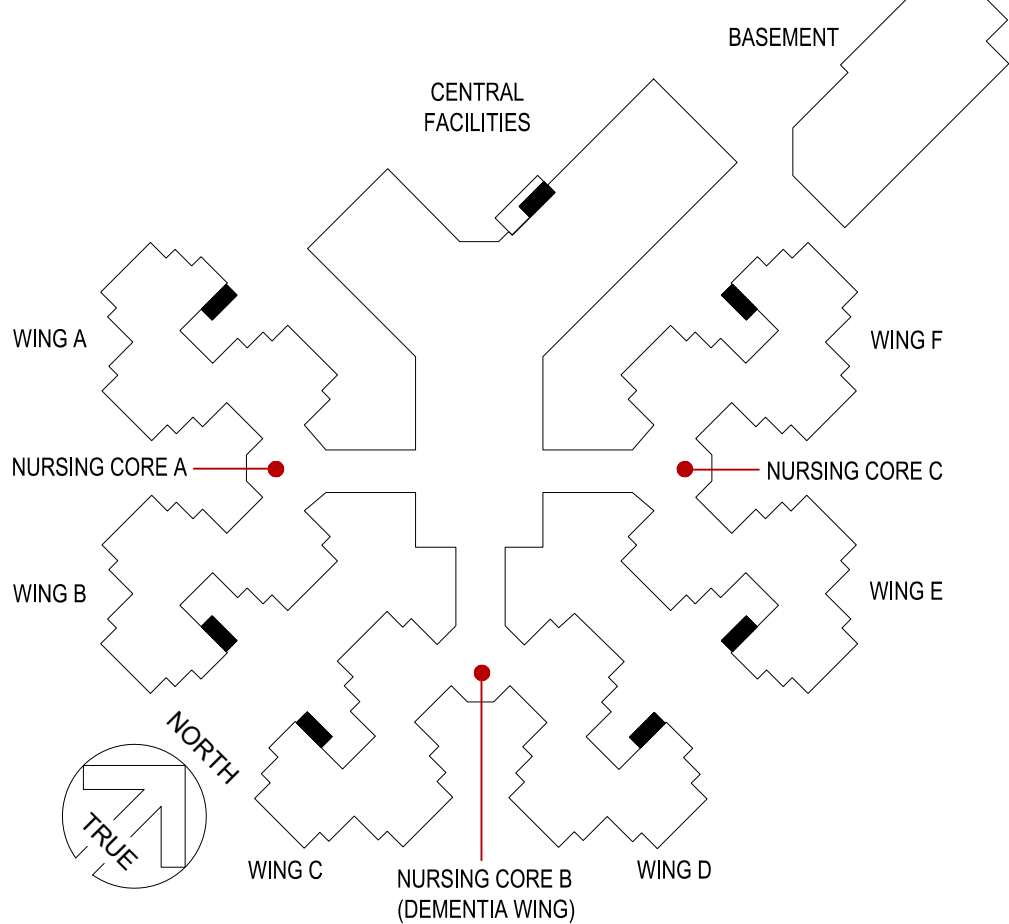 BASEMENT
CENTRAL
FACILITIES
WING A
WING F
NURSING CORE A
NURSING CORE C
WING B
WING E
NORTH
TRUE
WING C
NURSING CORE B
(DEMENTIA WING)
WING D